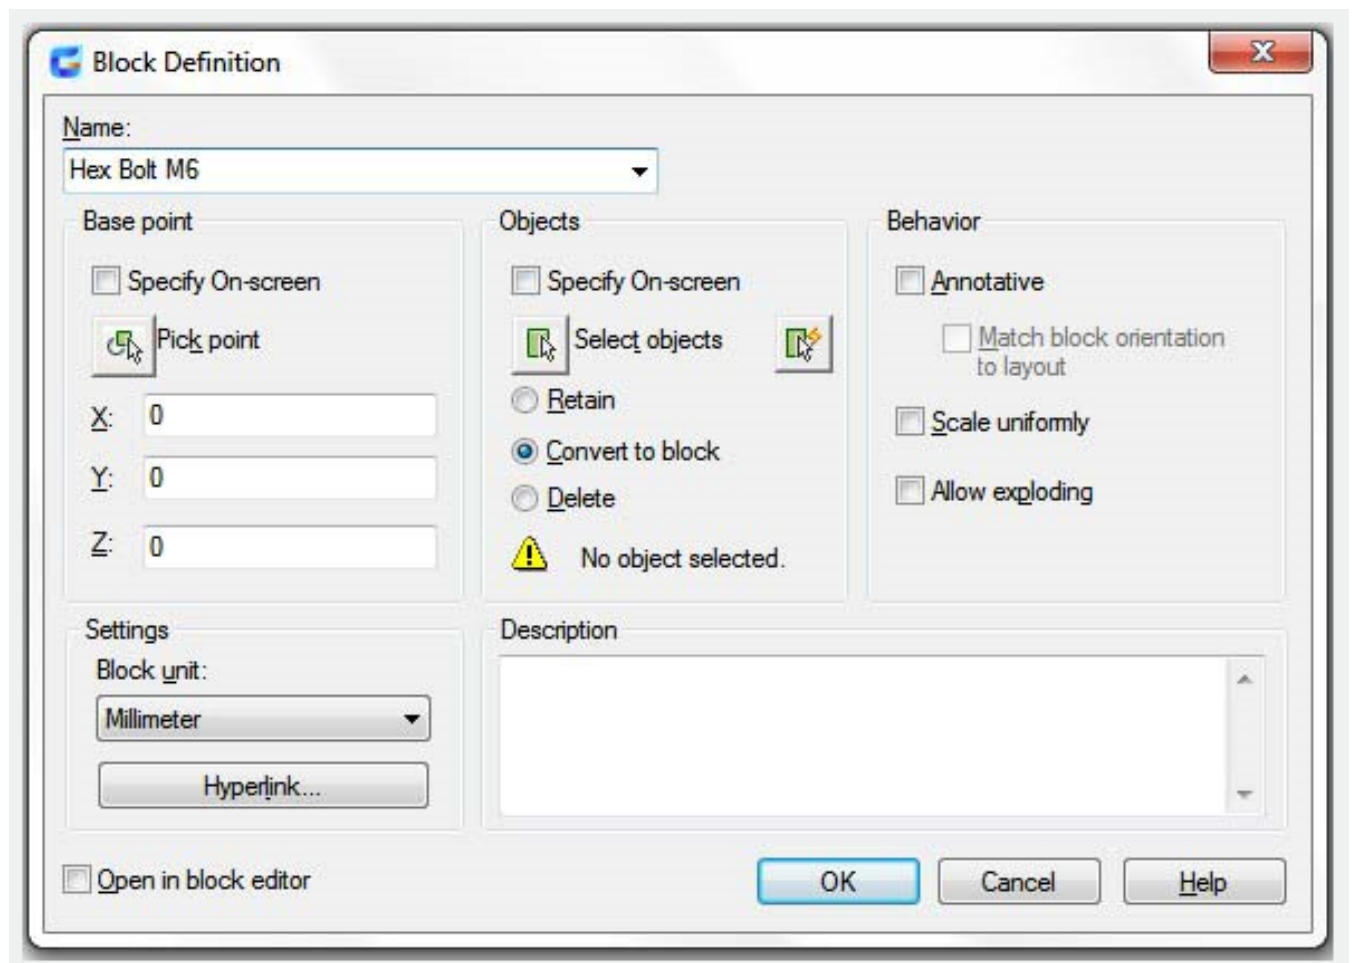 Block Definition
Name:
Hex Bolt M6
Base point
Specify On-screen
Pick point
X: 0
Y: 0
Z: 0
Objects
Specify On-screen
Select objects
Retain
Convert to block
Delete
No object selected.
Behavior
Annotative
Match block orientation
to layout
Scale uniformly
Allow exploding
Settings
Block unit:
Millimeter
Hyperlink...
Description
Open in block editor
OK
Cancel
Help